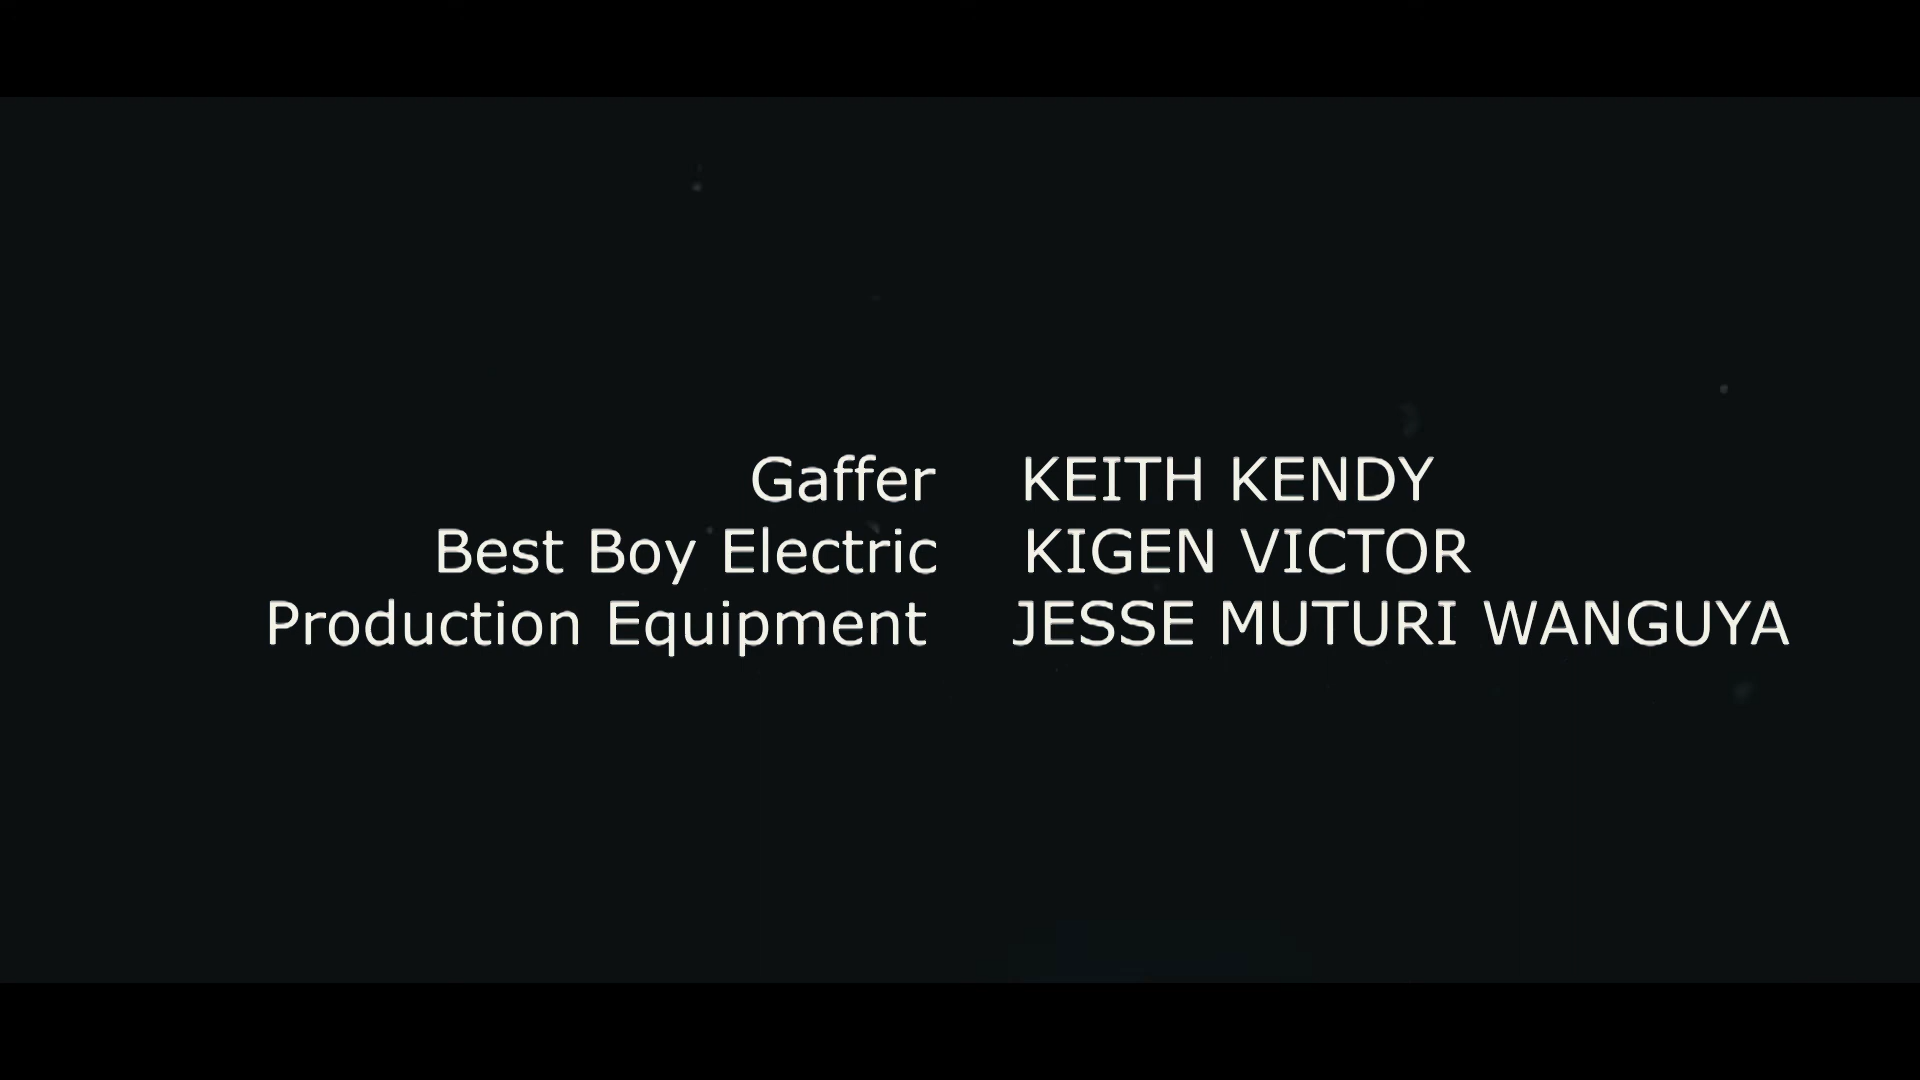 Gaffer KEITH KENDY
Best Boy Electric KIGEN VICTOR
Production Equipment JESSE MUTURI WANGUYA